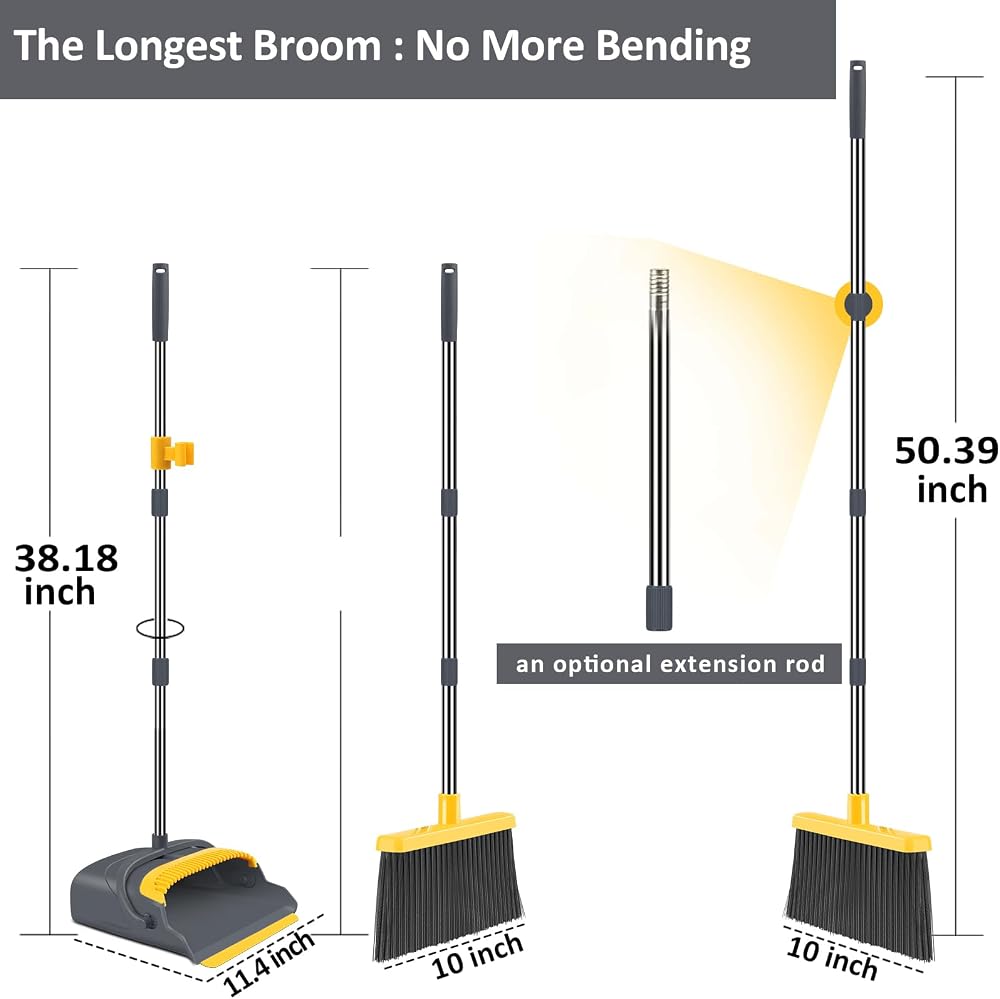 The Longest Broom : No More Bending
50.39
inch
38.18
inch
an optional extension rod
11.4 inch
10 inch
10 inch